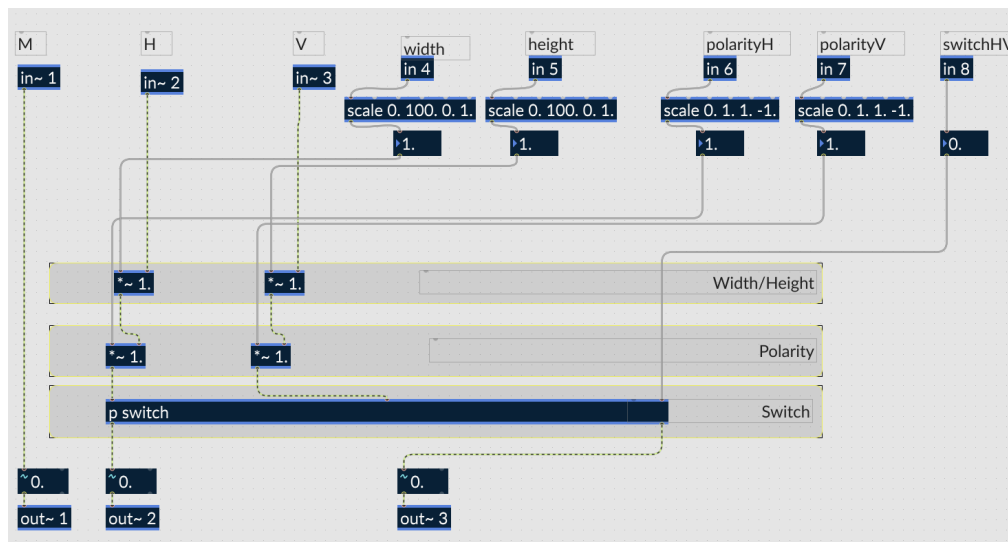 M H V width height polarityH polarityV switchHV
in~ 1 in~ 2 in~ 3 in 4 in 5 in 6 in 7 in 8
scale 0. 100. 0. 1. scale 0. 100. 0. 1. scale 0. 1. 1. -1. scale 0. 1. 1. -1.
1. 1. 1. 1. 0.
*~ 1. *~ 1. Width/Height
*~ 1. *~ 1. Polarity
p switch Switch
~ 0. ~ 0. ~ 0.
out~ 1 out~ 2 out~ 3